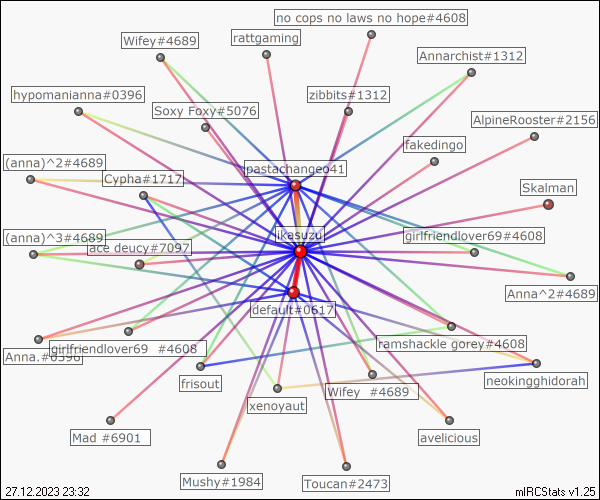 no cops no laws no hope#4608
Wifey#4689
rattgaming
Annarchist#1312
hypomanianna#0396
zibbits#1312
Soxy Foxy#5076
AlpineRooster#2156
fakedingo
(anna)^2#4689
pastachangeo41
Cypha#1717
Skalman
(anna)^3#4689
ikasuzu
girlfriendlover69#4608
lace deucy#7097
Anna^2#4689
default#0617
ramshackle gorey#4608
girlfriendlover69 #4608
Anna.#0396
frisout
neokingghidorah
Wifey #4689
xenoyaut
Mad #6901
avelicious
Mushy#1984
Toucan#2473
27.12.2023 23:32
mIRCStats v1.25